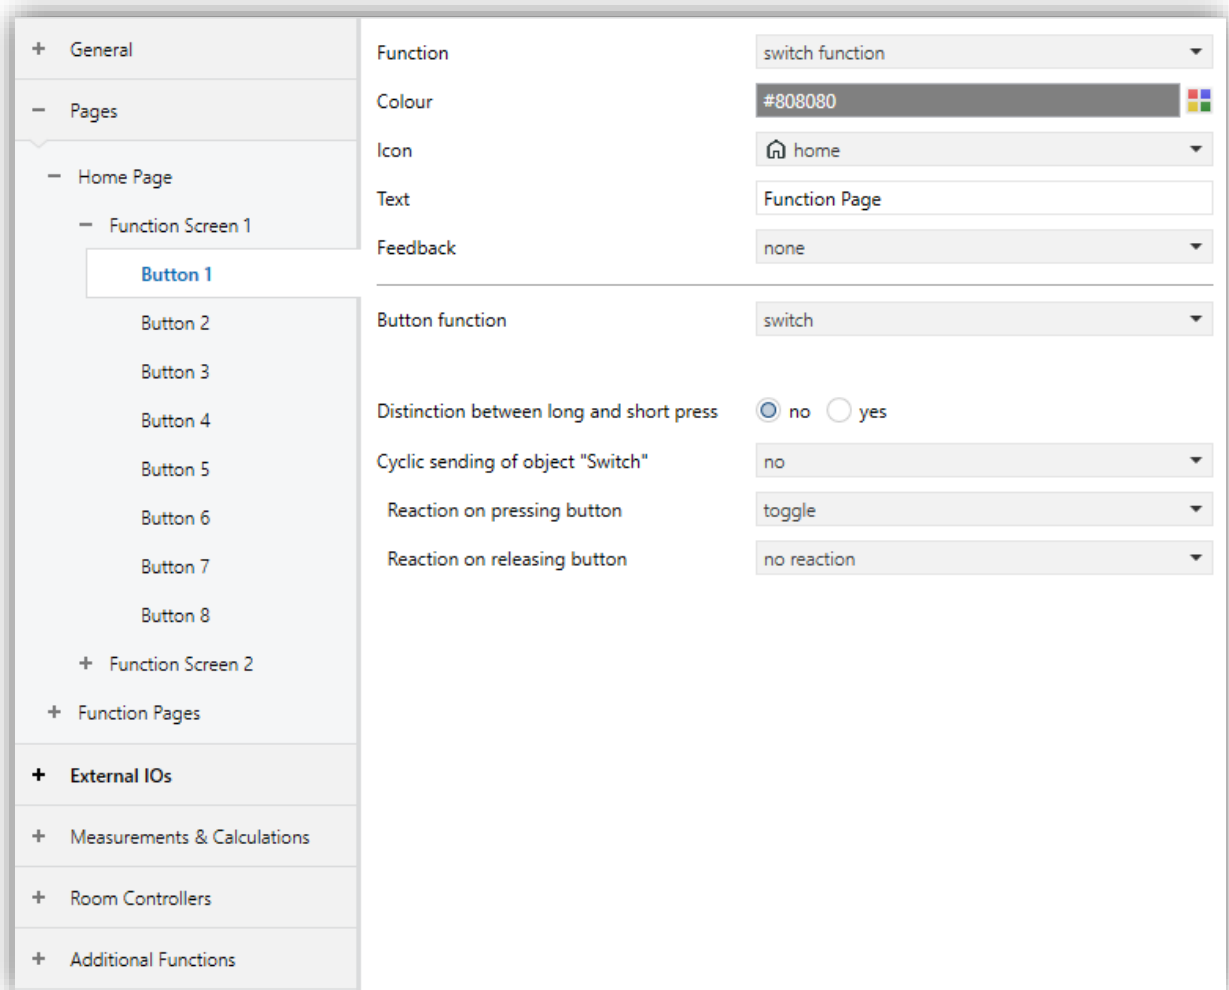 General
Pages
Home Page
Function Screen 1
Button 1
Button 2
Button 3
Button 4
Button 5
Button 6
Button 7
Button 8
Function Screen 2
Function Pages
External IOs
Measurements & Calculations
Room Controllers
Additional Functions
Function switch function
Colour #808080
Icon home
Text Function Page
Feedback none
Button function switch
Distinction between long and short press no yes
Cyclic sending of object "Switch" no
Reaction on pressing button toggle
Reaction on releasing button no reaction